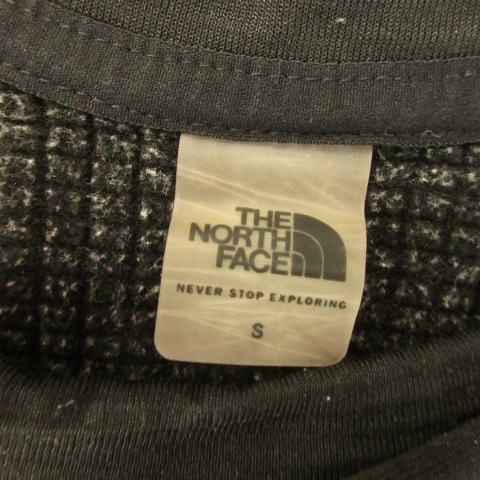 THE
NORTH
FACE
NEVER STOP EXPLORING
S